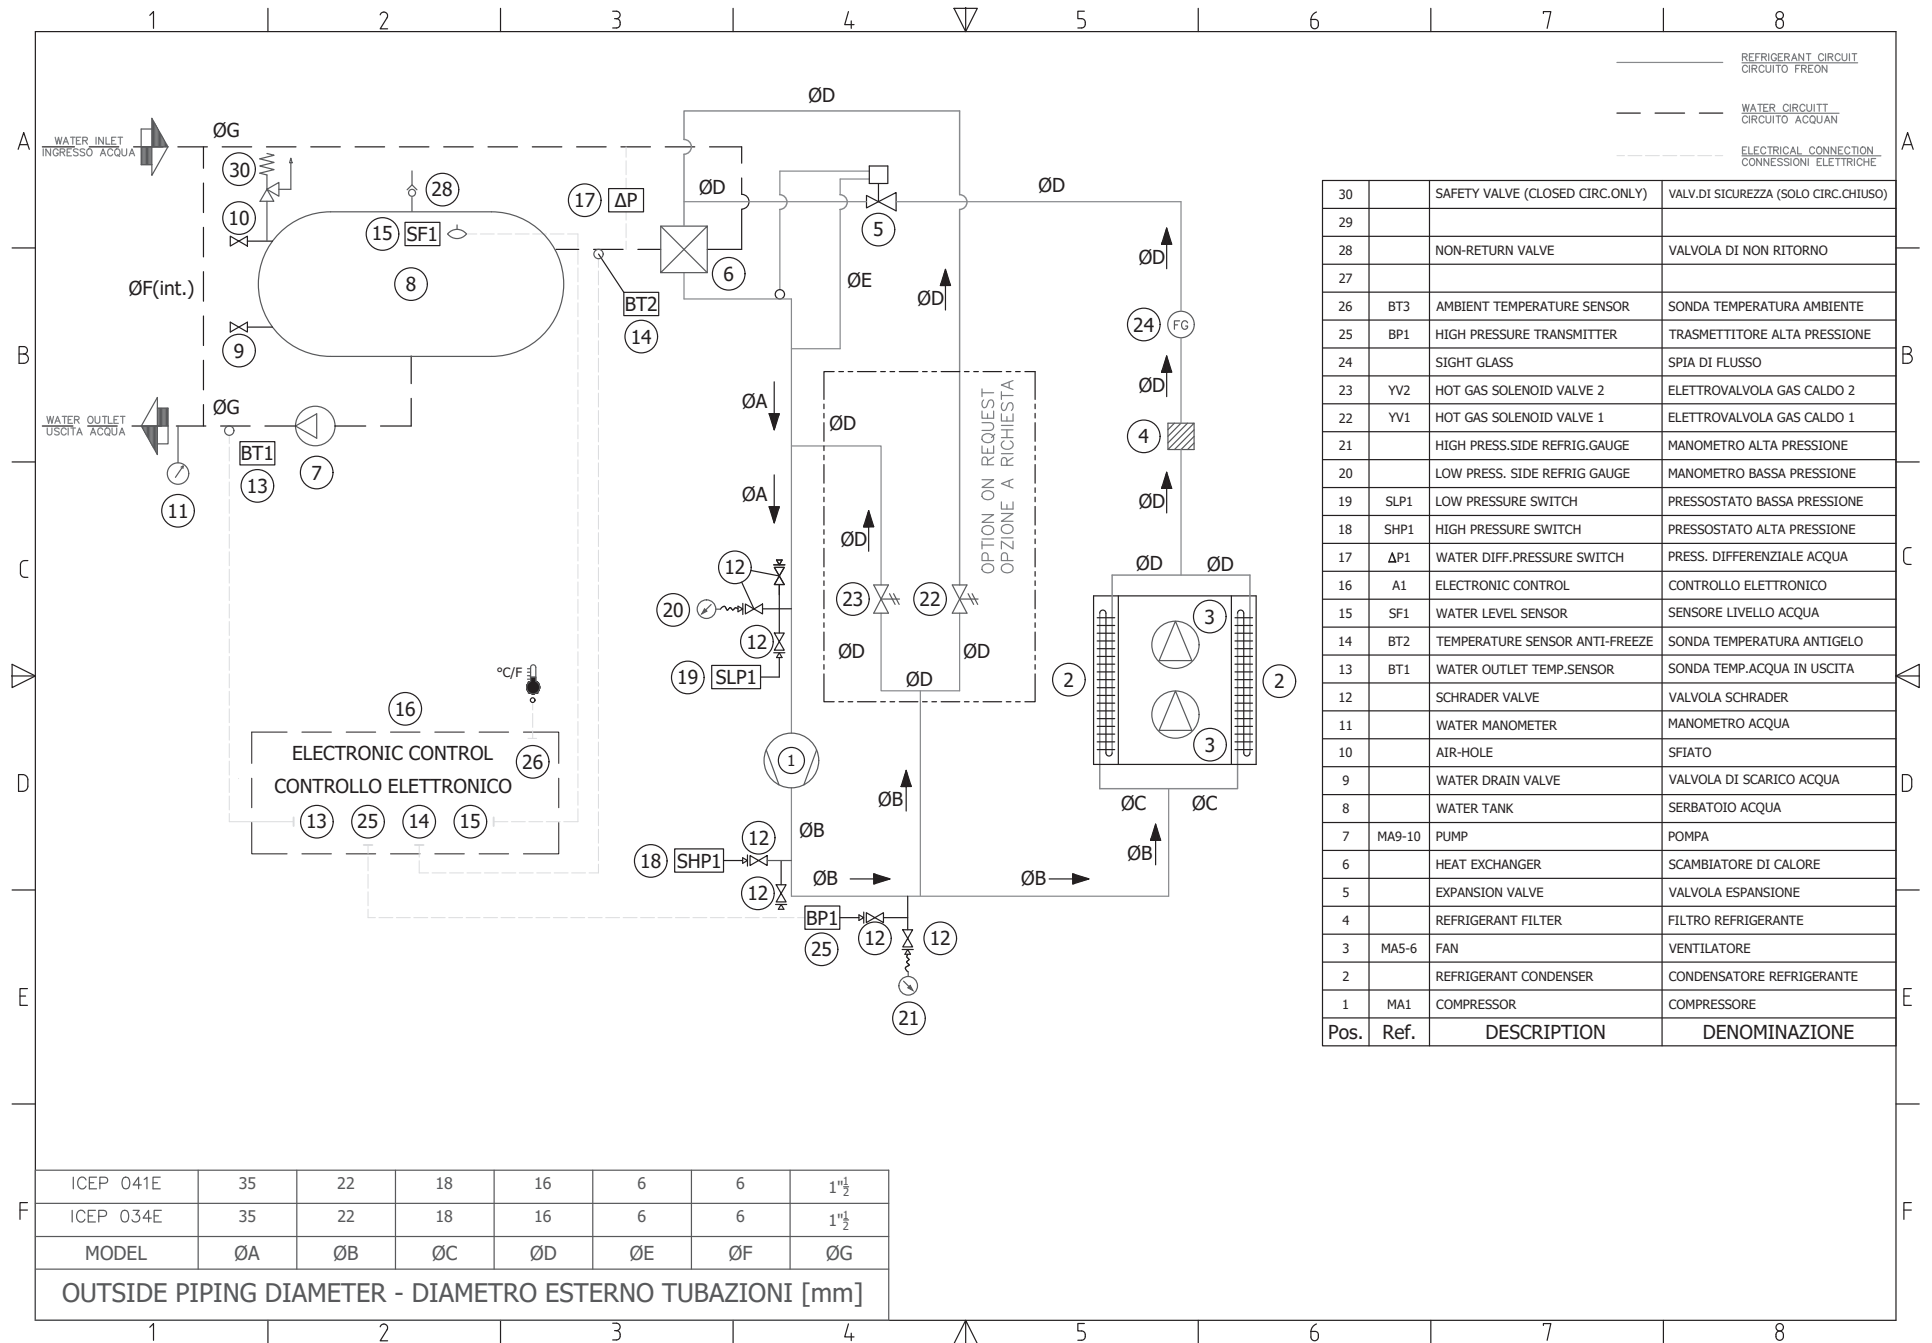 1 2 3 4 5 6 7 8
REFRIGERANT CIRCUIT
CIRCUITO FREON
WATER CIRCUITT
CIRCUITO ACQUAN
ELECTRICAL CONNECTION
CONNESSIONI ELETTRICHE
A A
B B
C C
D D
E E
F F
WATER INLET
INGRESSO ACQUA
ØG
30
10
28
15 SF1
8
ØF(int.)
9
WATER OUTLET
USCITA ACQUA
ØG
BT1
13
7
11
17 ΔP
BT2
14
6
ØD
ØD
ØD
5
ØE
ØD
ØD
24 FG
ØD
4
ØD
ØD ØD
ØA
ØA
ØD
OPTION ON REQUEST
OPZIONE A RICHIESTA
ØD
23 22
ØD ØD
ØD
12
20
12
19 SLP1
3
2 2
3
ØC ØC
°C/F
16
ELECTRONIC CONTROL
CONTROLLO ELETTRONICO
26
13 25 14 15
1
ØB
ØB
ØB
12
18 SHP1
12
ØB
ØB
BP1
25
12 12
21
30 SAFETY VALVE (CLOSED CIRC.ONLY) VALV.DI SICUREZZA (SOLO CIRC.CHIUSO)
29
28 NON-RETURN VALVE VALVOLA DI NON RITORNO
27
26 BT3 AMBIENT TEMPERATURE SENSOR SONDA TEMPERATURA AMBIENTE
25 BP1 HIGH PRESSURE TRANSMITTER TRASMETTITORE ALTA PRESSIONE
24 SIGHT GLASS SPIA DI FLUSSO
23 YV2 HOT GAS SOLENOID VALVE 2 ELETTROVALVOLA GAS CALDO 2
22 YV1 HOT GAS SOLENOID VALVE 1 ELETTROVALVOLA GAS CALDO 1
21 HIGH PRESS.SIDE REFRIG.GAUGE MANOMETRO ALTA PRESSIONE
20 LOW PRESS. SIDE REFRIG GAUGE MANOMETRO BASSA PRESSIONE
19 SLP1 LOW PRESSURE SWITCH PRESSOSTATO BASSA PRESSIONE
18 SHP1 HIGH PRESSURE SWITCH PRESSOSTATO ALTA PRESSIONE
17 ΔP1 WATER DIFF.PRESSURE SWITCH PRESS. DIFFERENZIALE ACQUA
16 A1 ELECTRONIC CONTROL CONTROLLO ELETTRONICO
15 SF1 WATER LEVEL SENSOR SENSORE LIVELLO ACQUA
14 BT2 TEMPERATURE SENSOR ANTI-FREEZE SONDA TEMPERATURA ANTIGELO
13 BT1 WATER OUTLET TEMP.SENSOR SONDA TEMP.ACQUA IN USCITA
12 SCHRADER VALVE VALVOLA SCHRADER
11 WATER MANOMETER MANOMETRO ACQUA
10 AIR-HOLE SFIATO
9 WATER DRAIN VALVE VALVOLA DI SCARICO ACQUA
8 WATER TANK SERBATOIO ACQUA
7 MA9-10 PUMP POMPA
6 HEAT EXCHANGER SCAMBIATORE DI CALORE
5 EXPANSION VALVE VALVOLA ESPANSIONE
4 REFRIGERANT FILTER FILTRO REFRIGERANTE
3 MA5-6 FAN VENTILATORE
2 REFRIGERANT CONDENSER CONDENSATORE REFRIGERANTE
1 MA1 COMPRESSOR COMPRESSORE
Pos. Ref. DESCRIPTION DENOMINAZIONE
ICEP 041E 35 22 18 16 6 6 1"½
ICEP 034E 35 22 18 16 6 6 1"½
MODEL ØA ØB ØC ØD ØE ØF ØG
OUTSIDE PIPING DIAMETER - DIAMETRO ESTERNO TUBAZIONI [mm]
1 2 3 4 5 6 7 8